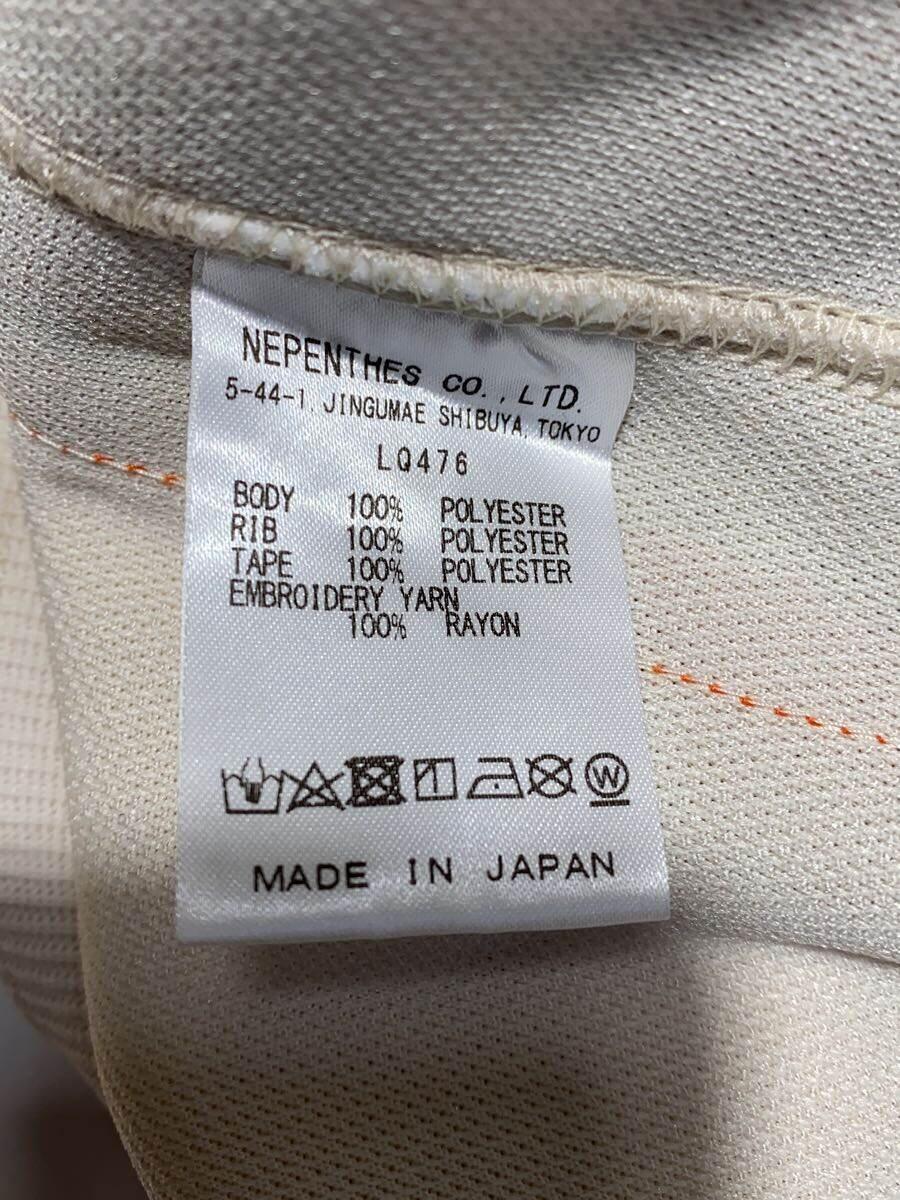 NEPENTHES CO., LTD.
5-44-1, JINGUMAE SHIBUYA, TOKYO
LQ476
BODY 100% POLYESTER
RIB 100% POLYESTER
TAPE 100% POLYESTER
EMBROIDERY YARN
100% RAYON
W
MADE IN JAPAN